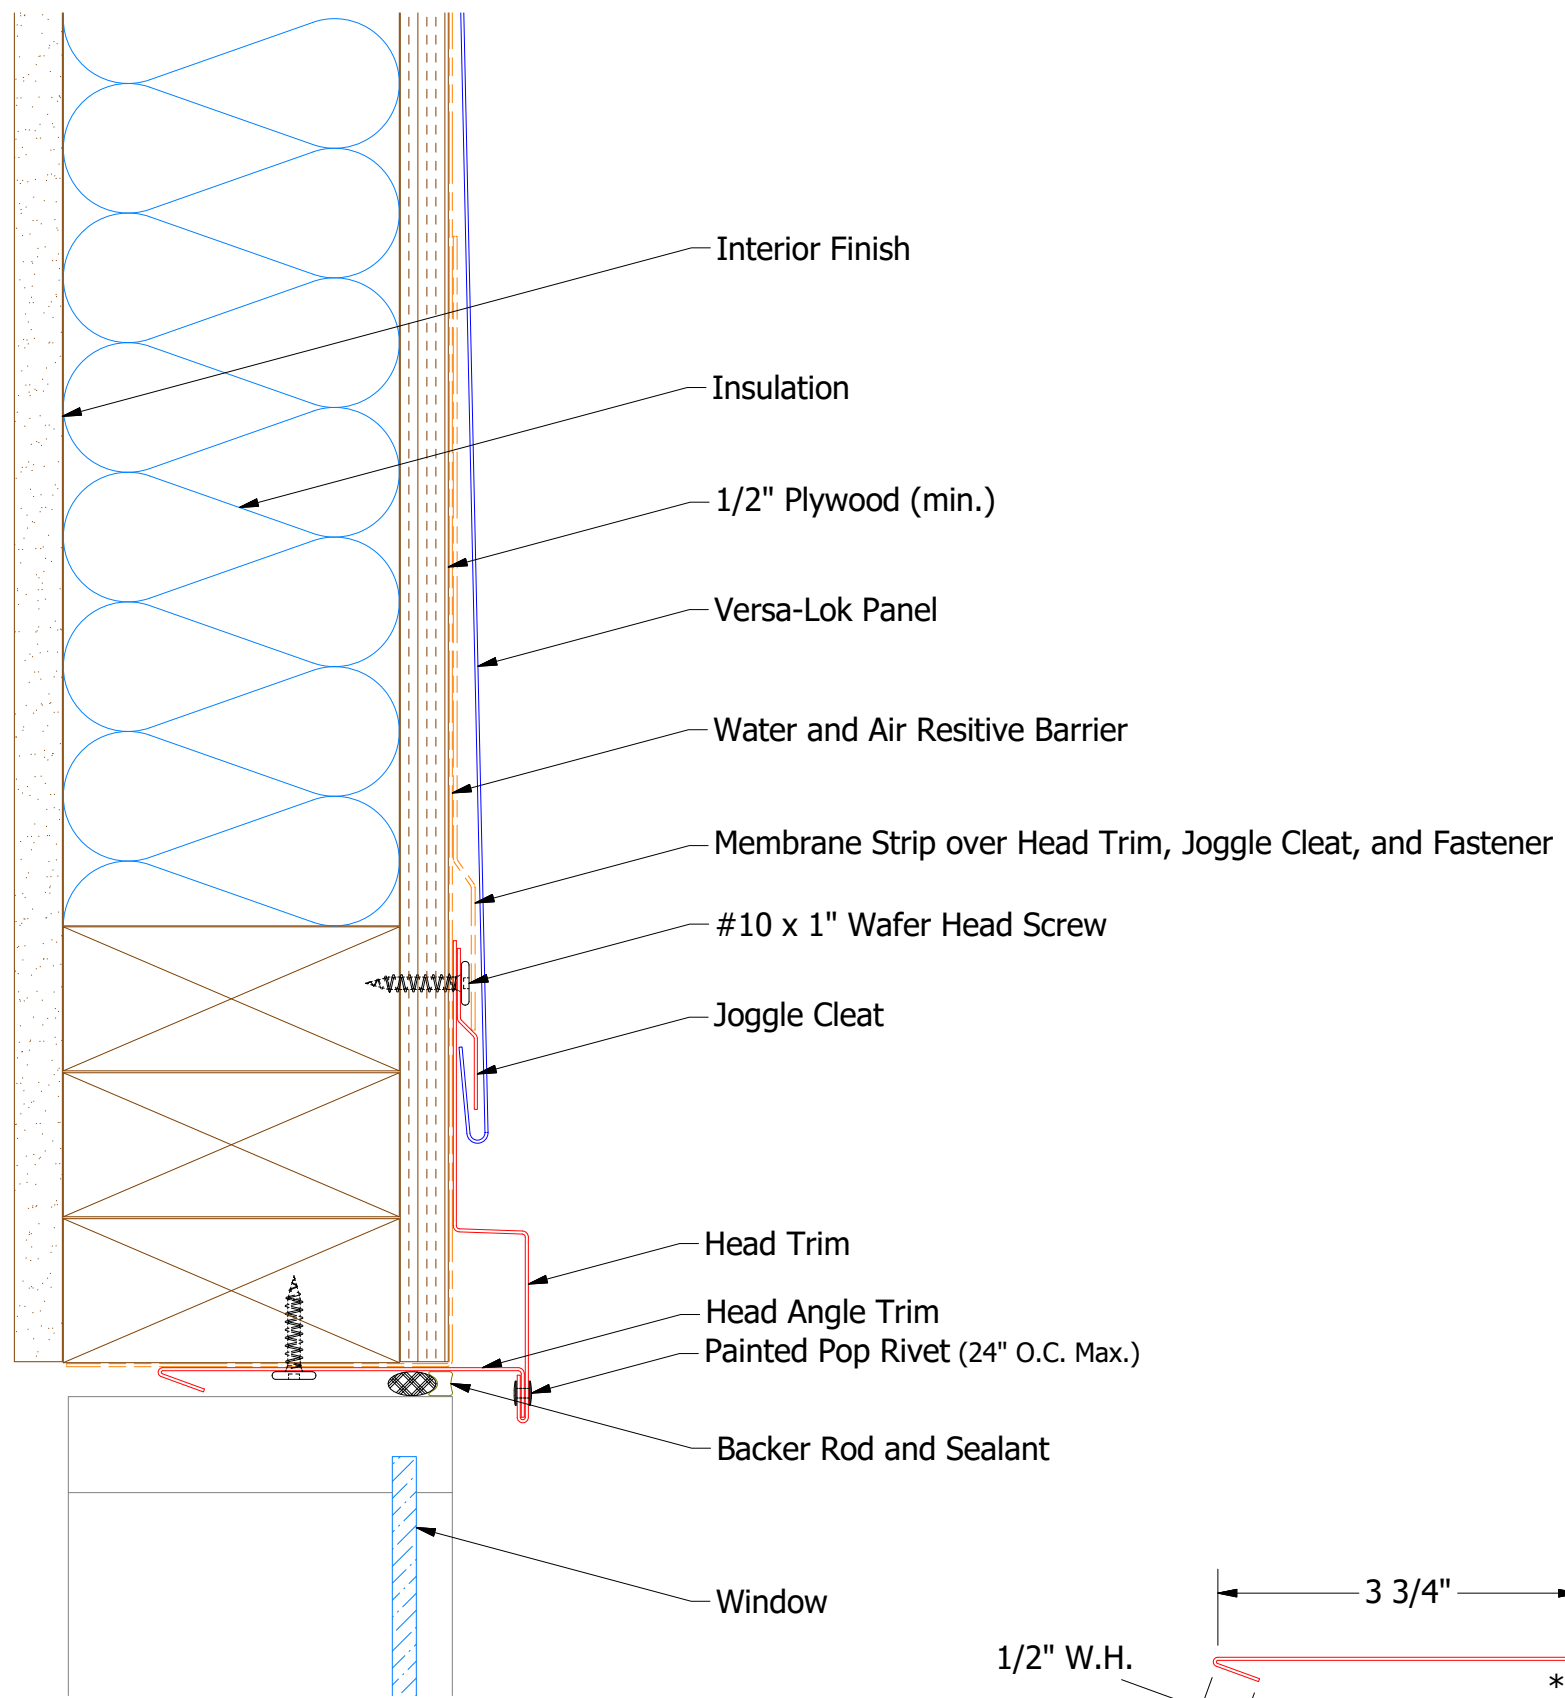 Interior Finish
Insulation
1/2" Plywood (min.)
Versa-Lok Panel
Water and Air Resitive Barrier
Membrane Strip over Head Trim, Joggle Cleat, and Fastener
#10 x 1" Wafer Head Screw
Joggle Cleat
Head Trim
Head Angle Trim
Painted Pop Rivet (24" O.C. Max.)
Backer Rod and Sealant
Window
3 3/4"
1/2" W.H.
*